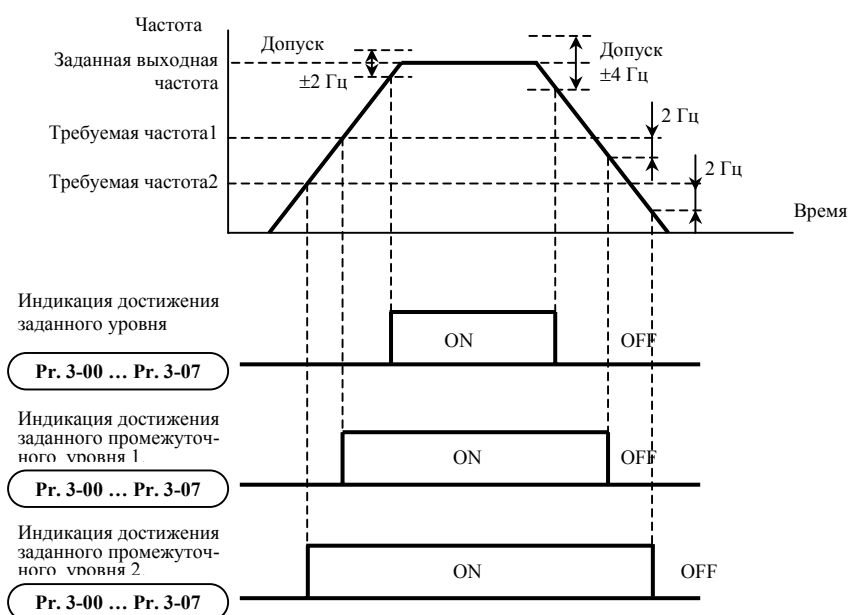 Частота
Допуск
Допуск
Заданная выходная
частота
±2 Гц
±4 Гц
2 Гц
Требуемая частота1
2 Гц
Требуемая частота2
Время
Индикация достижения
заданного уровня
ON
OFF
Pr. 3-00 … Pr. 3-07
Индикация достижения
заданного промежуточ-
ного уровня 1.
ON
OFF
Pr. 3-00 … Pr. 3-07
Индикация достижения
заданного промежуточ-
ного уровня 2.
ON
OFF
Pr. 3-00 … Pr. 3-07